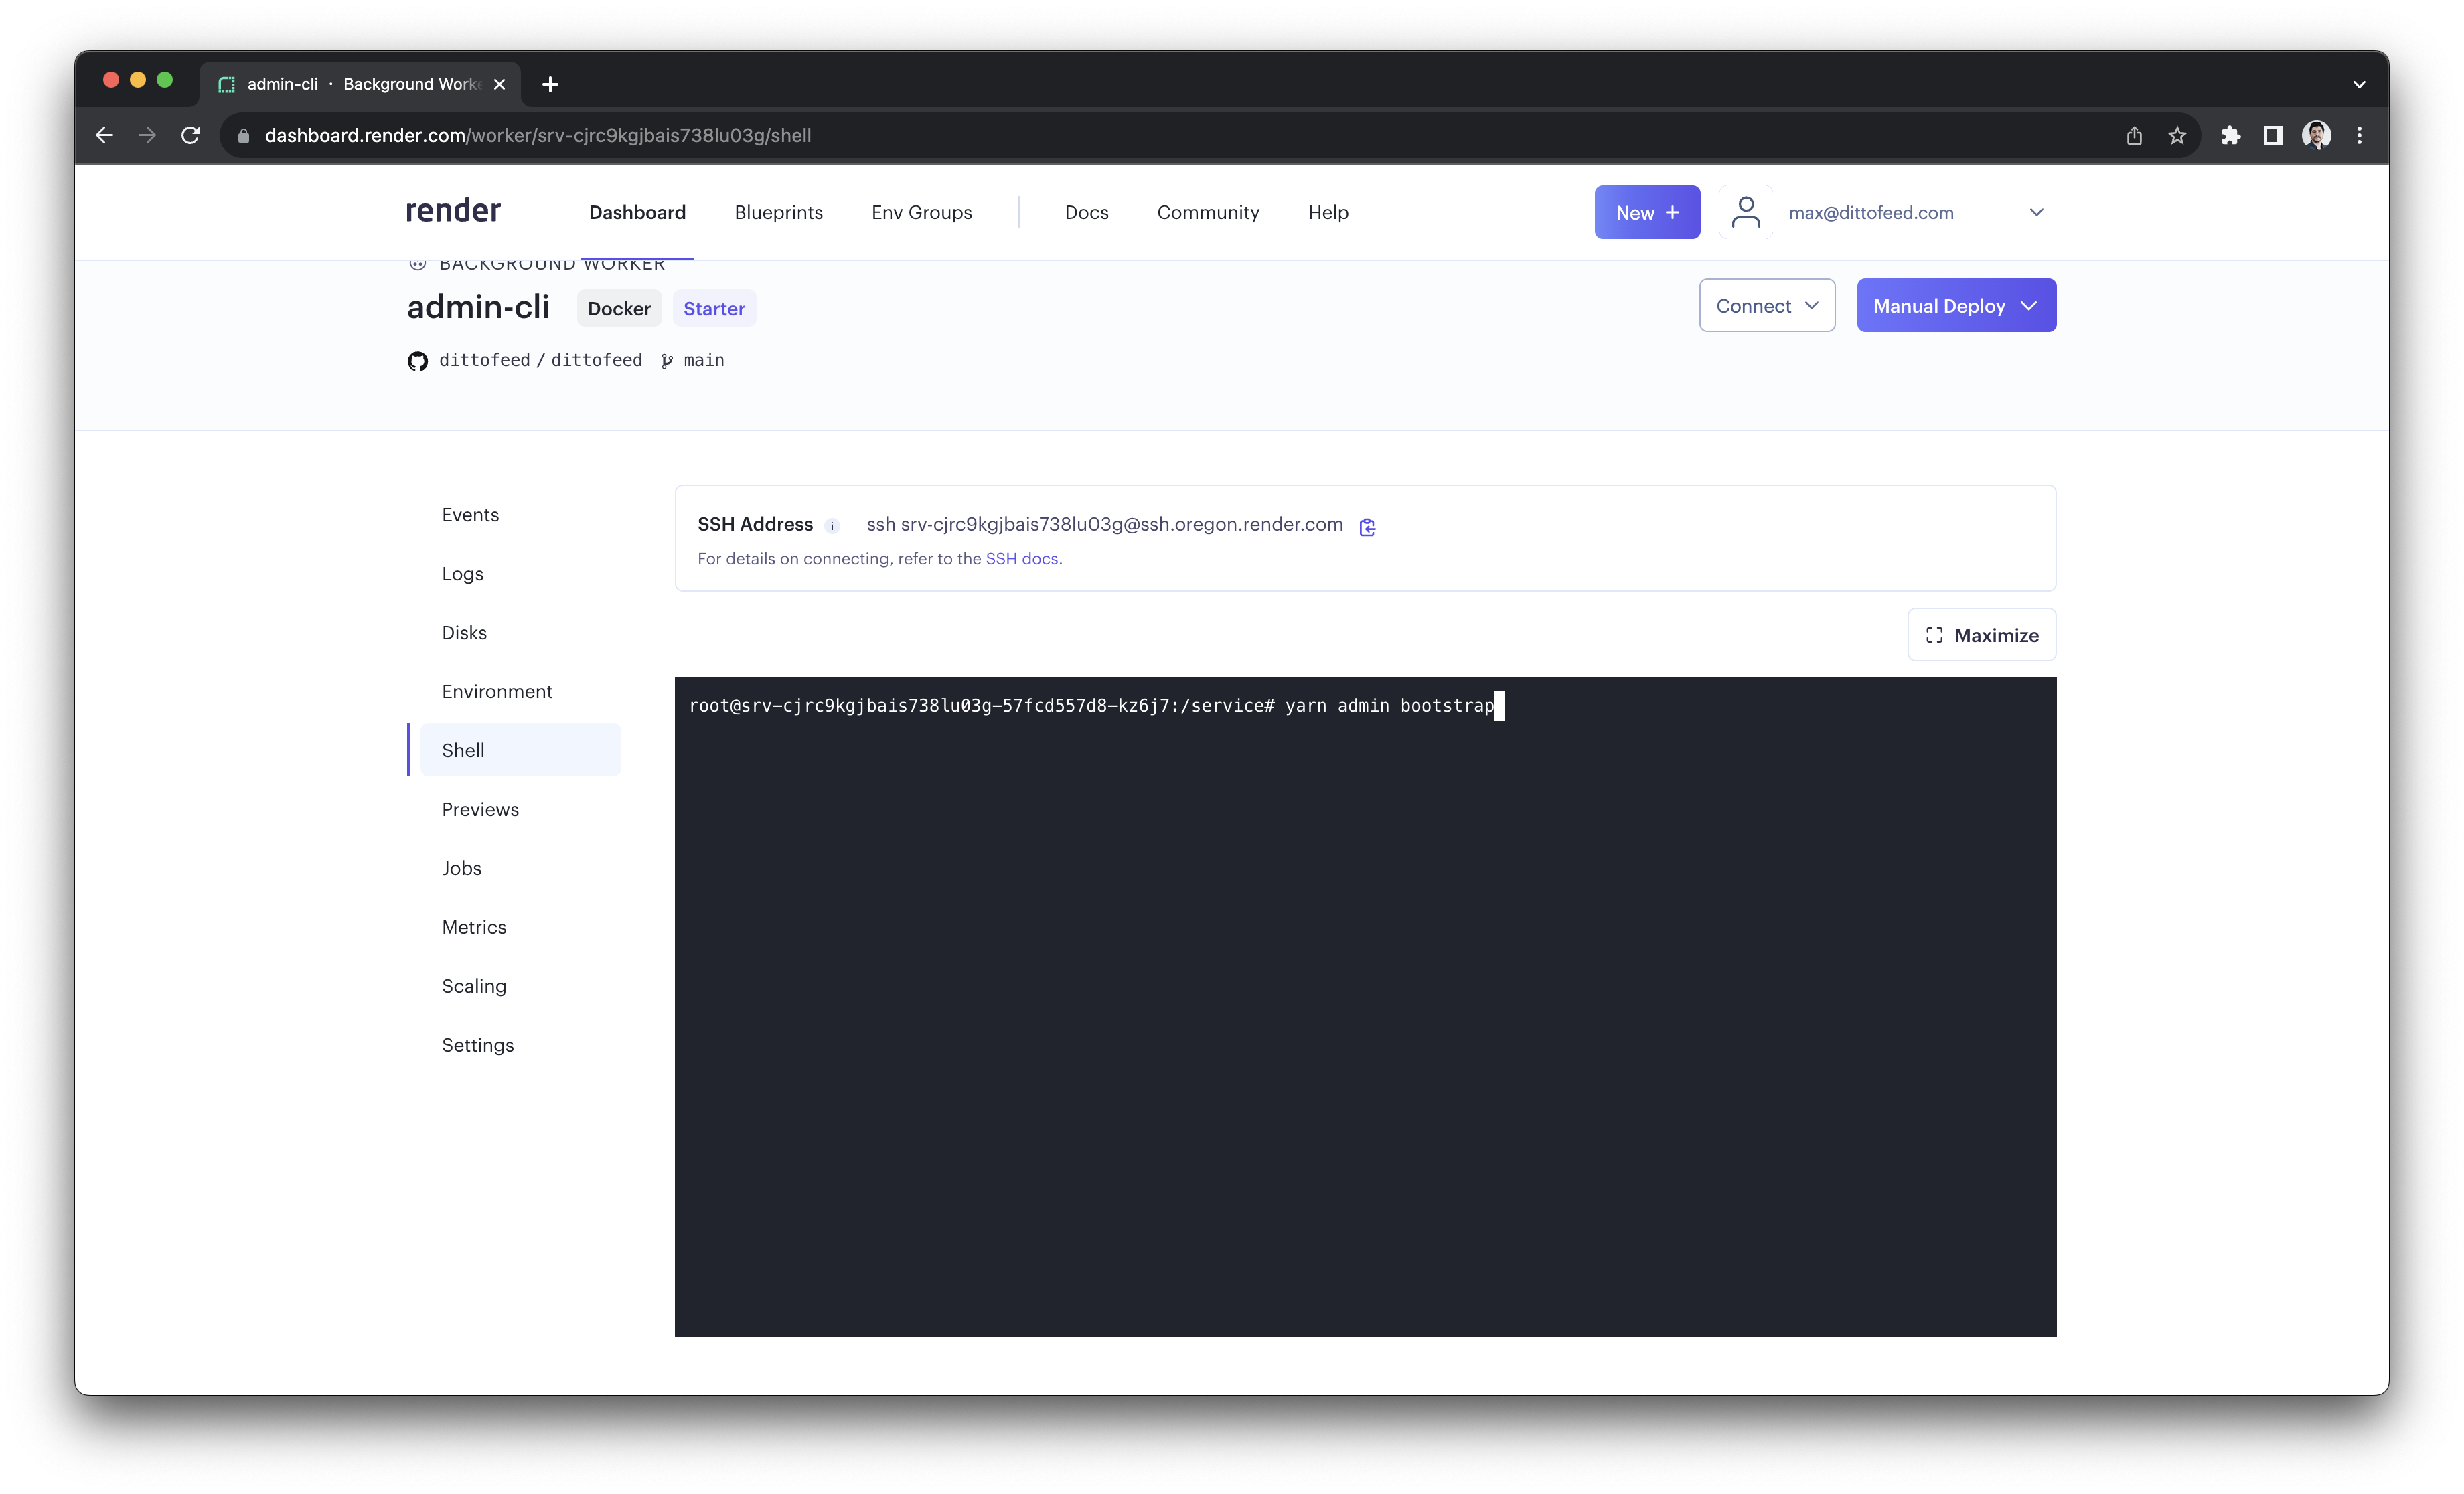 admin-cli · Background Worke
dashboard.render.com/worker/srv-cjrc9kgjbais738lu03g/shell
render Dashboard Blueprints Env Groups Docs Community Help New + max@dittofeed.com
BACKGROUND WORKER
admin-cli Docker Starter Connect Manual Deploy
dittofeed / dittofeed main
Events
Logs
Disks
Environment
Shell
Previews
Jobs
Metrics
Scaling
Settings
SSH Address i ssh srv-cjrc9kgjbais738lu03g@ssh.oregon.render.com
For details on connecting, refer to the SSH docs.
Maximize
root@srv-cjrc9kgjbais738lu03g-57fcd557d8-kz6j7:/service# yarn admin bootstrap